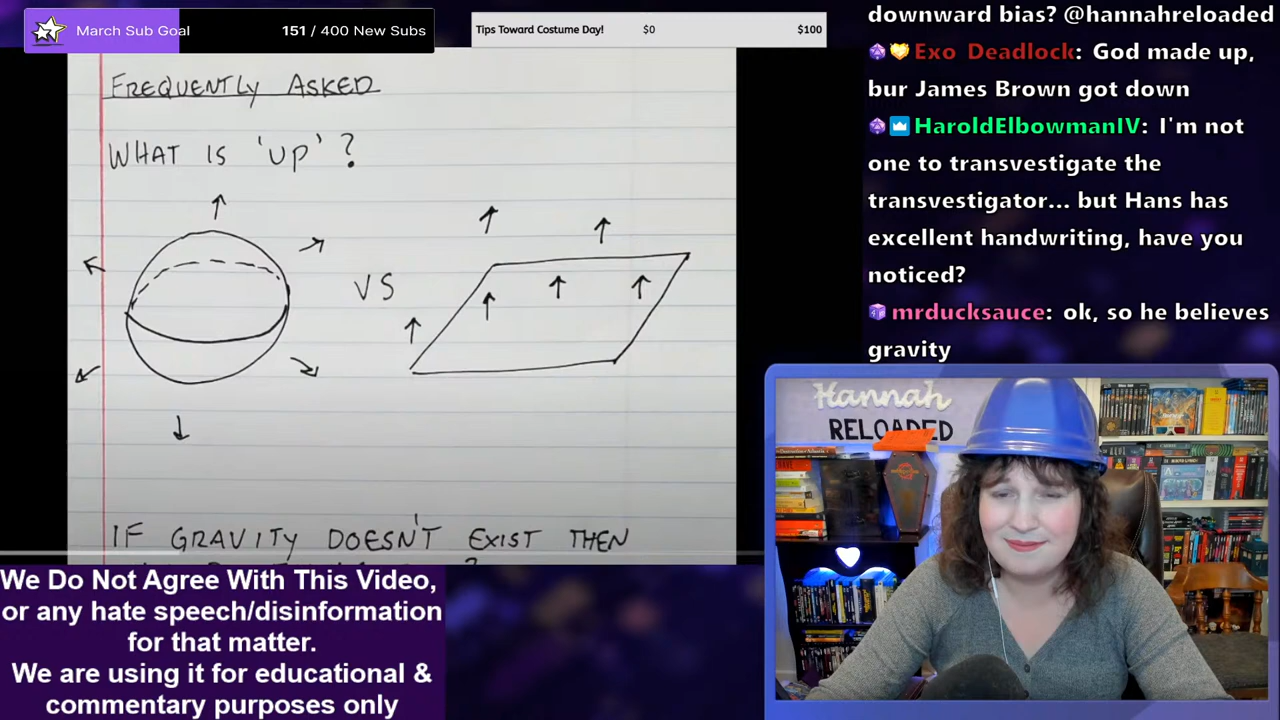 March Sub Goal
151 / 400 New Subs
Tips Toward Costume Day!
$0
$100
FREQUENTLY ASKED
WHAT IS 'UP'?
VS
IF GRAVITY DOESN'T EXIST THEN
We Do Not Agree With This Video,
or any hate speech/disinformation
for that matter.
We are using it for educational &
commentary purposes only
downward bias? @hannahreloaded
Exo Deadlock: God made up,
bur James Brown got down
HaroldElbowmanIV: I'm not
one to transvestigate the
transvestigator... but Hans has
excellent handwriting, have you
noticed?
mrducksauce: ok, so he believes
gravity
Hannah
RELOADED